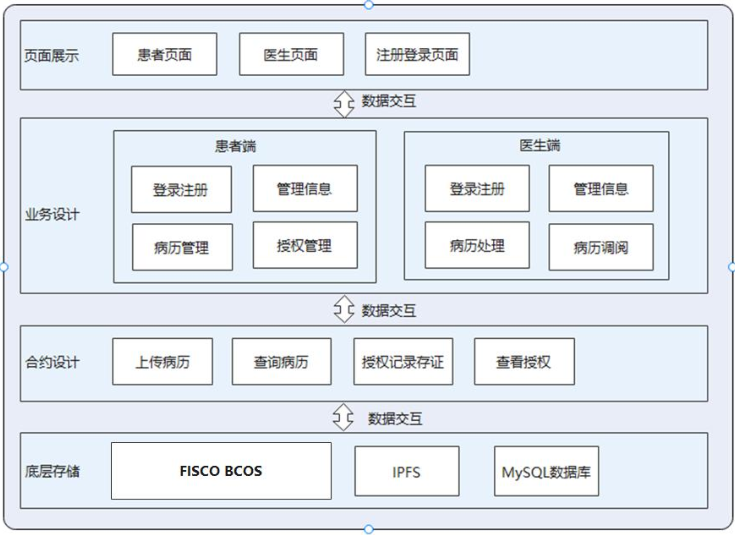 页面展示
患者页面
医生页面
注册登录页面
数据交互
业务设计
患者端
登录注册
管理信息
病历管理
授权管理
医生端
登录注册
管理信息
病历处理
病历调阅
数据交互
合约设计
上传病历
查询病历
授权记录存证
查看授权
数据交互
底层存储
FISCO BCOS
IPFS
MySQL数据库